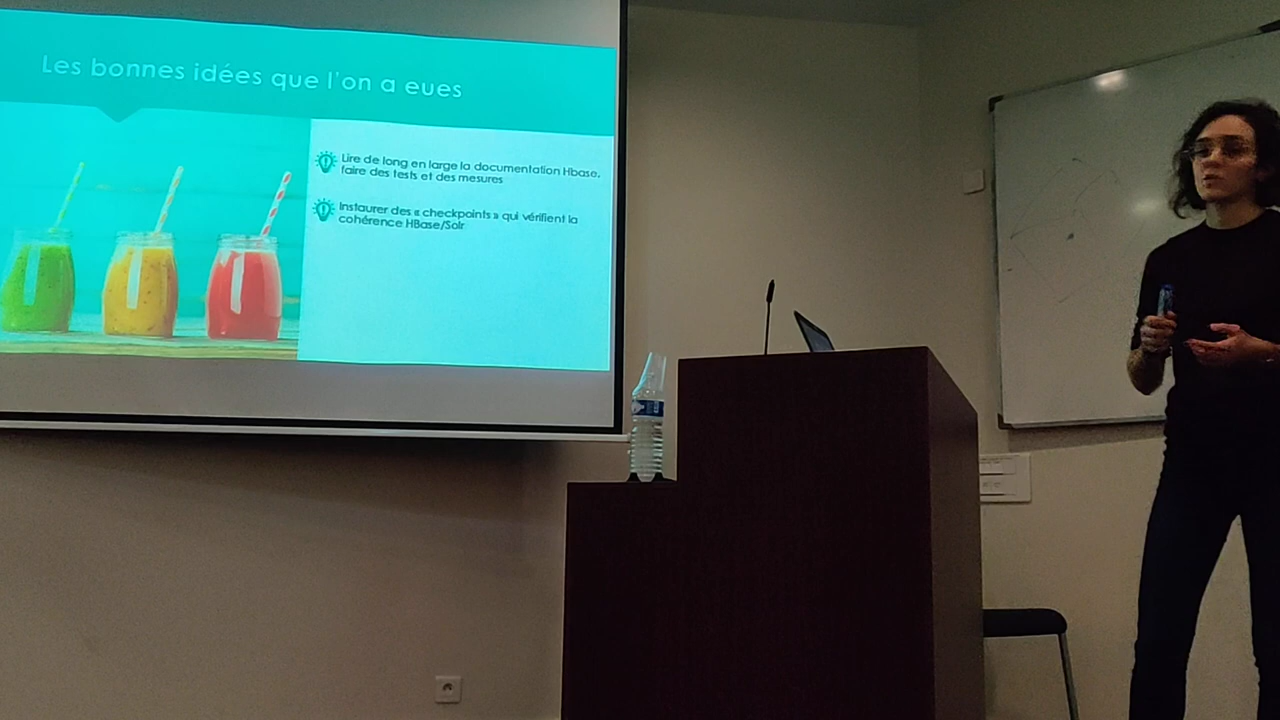 Les bonnes idées que l'on a eues
Lire de long en large la documentation Hbase,
faire des tests et des mesures
Instaurer des « checkpoints » qui vérifient la
cohérence HBase/Solr